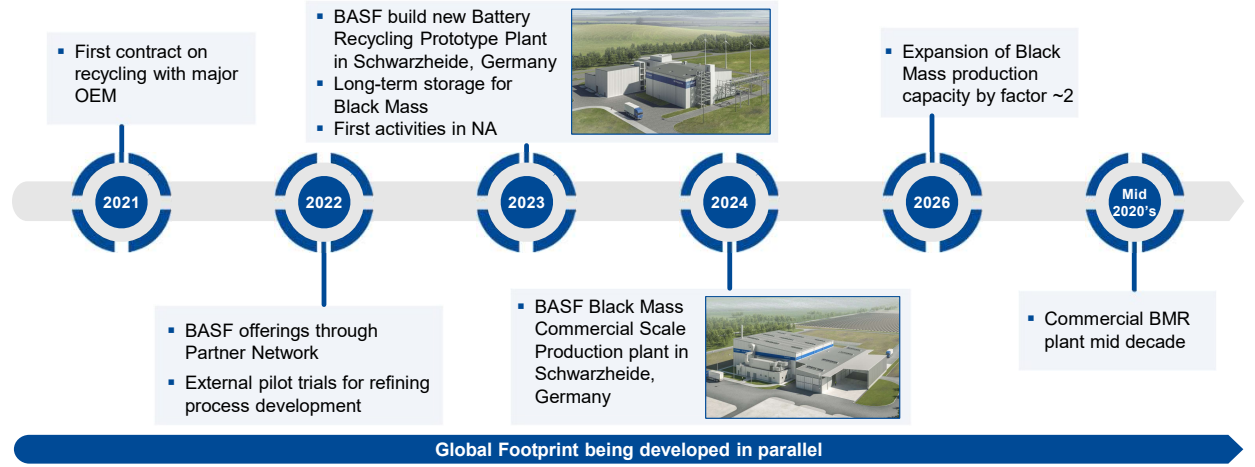 First contract on
recycling with major
OEM
2021
BASF offerings through
Partner Network
External pilot trials for refining
process development
2022
BASF build new Battery
Recycling Prototype Plant
in Schwarzheide, Germany
Long-term storage for
Black Mass
First activities in NA
2023
BASF Black Mass
Commercial Scale
Production plant in
Schwarzheide,
Germany
2024
Expansion of Black
Mass production
capacity by factor ~2
2026
Mid
2020's
Commercial BMR
plant mid decade
Global Footprint being developed in parallel